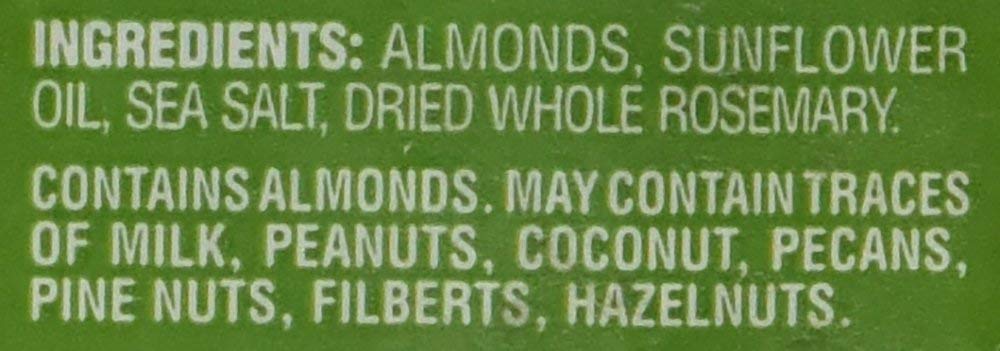 INGREDIENTS: ALMONDS, SUNFLOWER
OIL, SEA SALT, DRIED WHOLE ROSEMARY.
CONTAINS ALMONDS. MAY CONTAIN TRACES
OF MILK, PEANUTS, COCONUT, PECANS,
PINE NUTS, FILBERTS, HAZELNUTS.